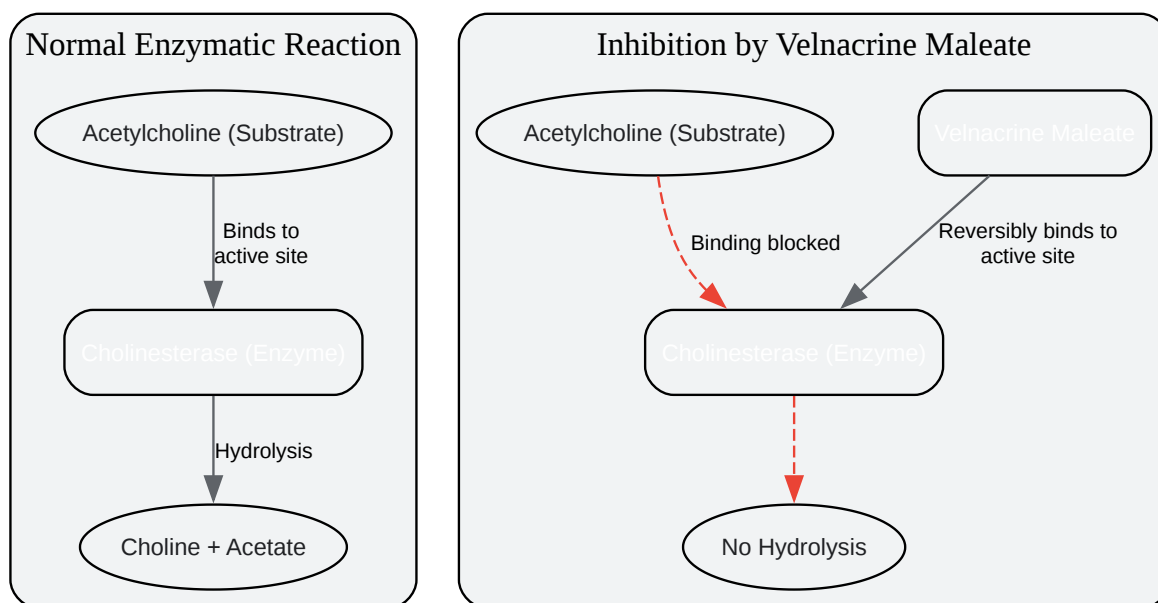 Normal Enzymatic Reaction
Acetylcholine (Substrate)
Binds to
active site
Cholinesterase (Enzyme)
Hydrolysis
Choline + Acetate
Inhibition by Velnacrine Maleate
Acetylcholine (Substrate)
Velnacrine Maleate
Binding blocked
Reversibly binds to
active site
Cholinesterase (Enzyme)
No Hydrolysis